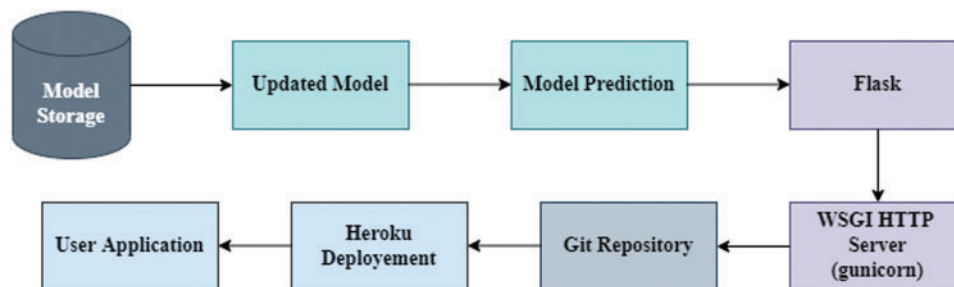 Model
Storage
Updated Model
Model Prediction
Flask
User Application
Heroku
Deployement
Git Repository
WSGI HTTP
Server
(gunicorn)